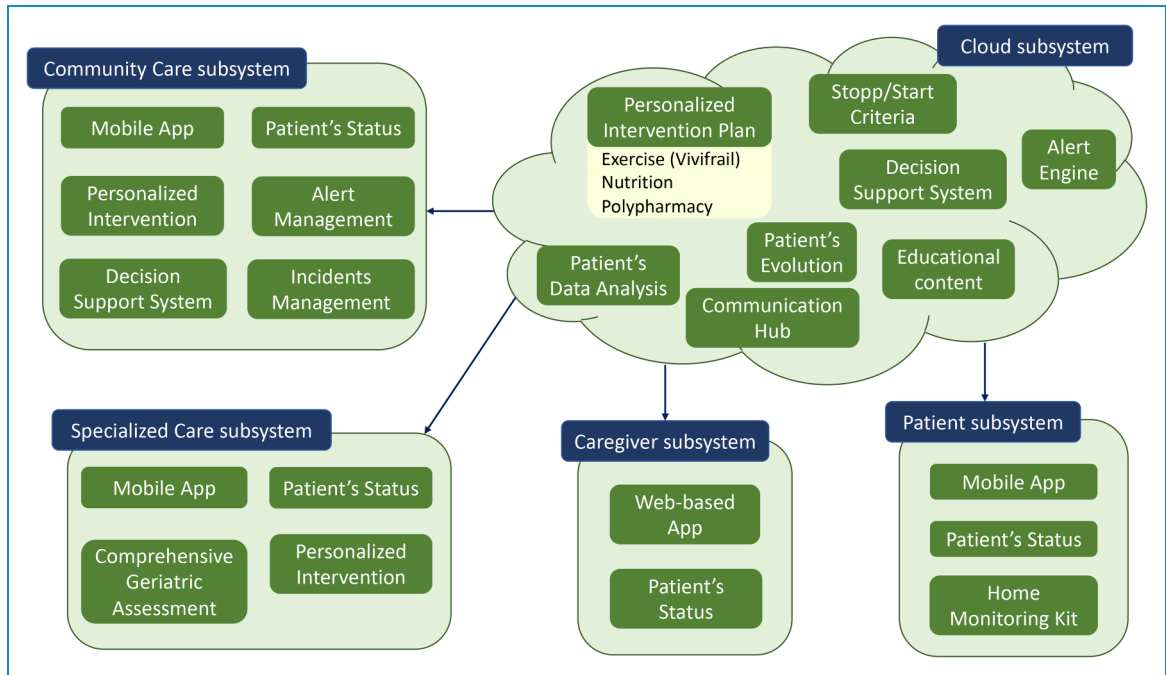 Community Care subsystem
Mobile App
Patient's Status
Personalized
Intervention
Alert
Management
Decision
Support System
Incidents
Management
Cloud subsystem
Personalized
Intervention Plan
Exercise (Vivifrail)
Nutrition
Polypharmacy
Stopp/Start
Criteria
Alert
Engine
Decision
Support System
Patient's
Data Analysis
Patient's
Evolution
Educational
content
Communication
Hub
Specialized Care subsystem
Mobile App
Patient's Status
Comprehensive
Geriatric
Assessment
Personalized
Intervention
Caregiver subsystem
Web-based
App
Patient's
Status
Patient subsystem
Mobile App
Patient's Status
Home
Monitoring Kit